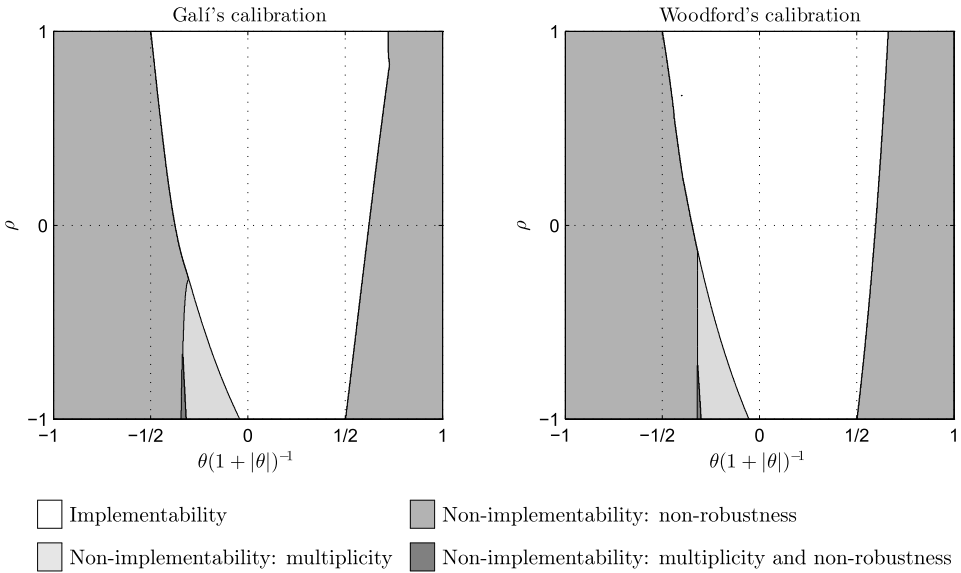 Galí's calibration
Woodford's calibration
1
ρ
0
−1
−1
−1/2
0
1/2
1
θ(1 + |θ|)⁻¹
1
ρ
0
−1
−1
−1/2
0
1/2
1
θ(1 + |θ|)⁻¹
Implementability
Non-implementability: non-robustness
Non-implementability: multiplicity
Non-implementability: multiplicity and non-robustness